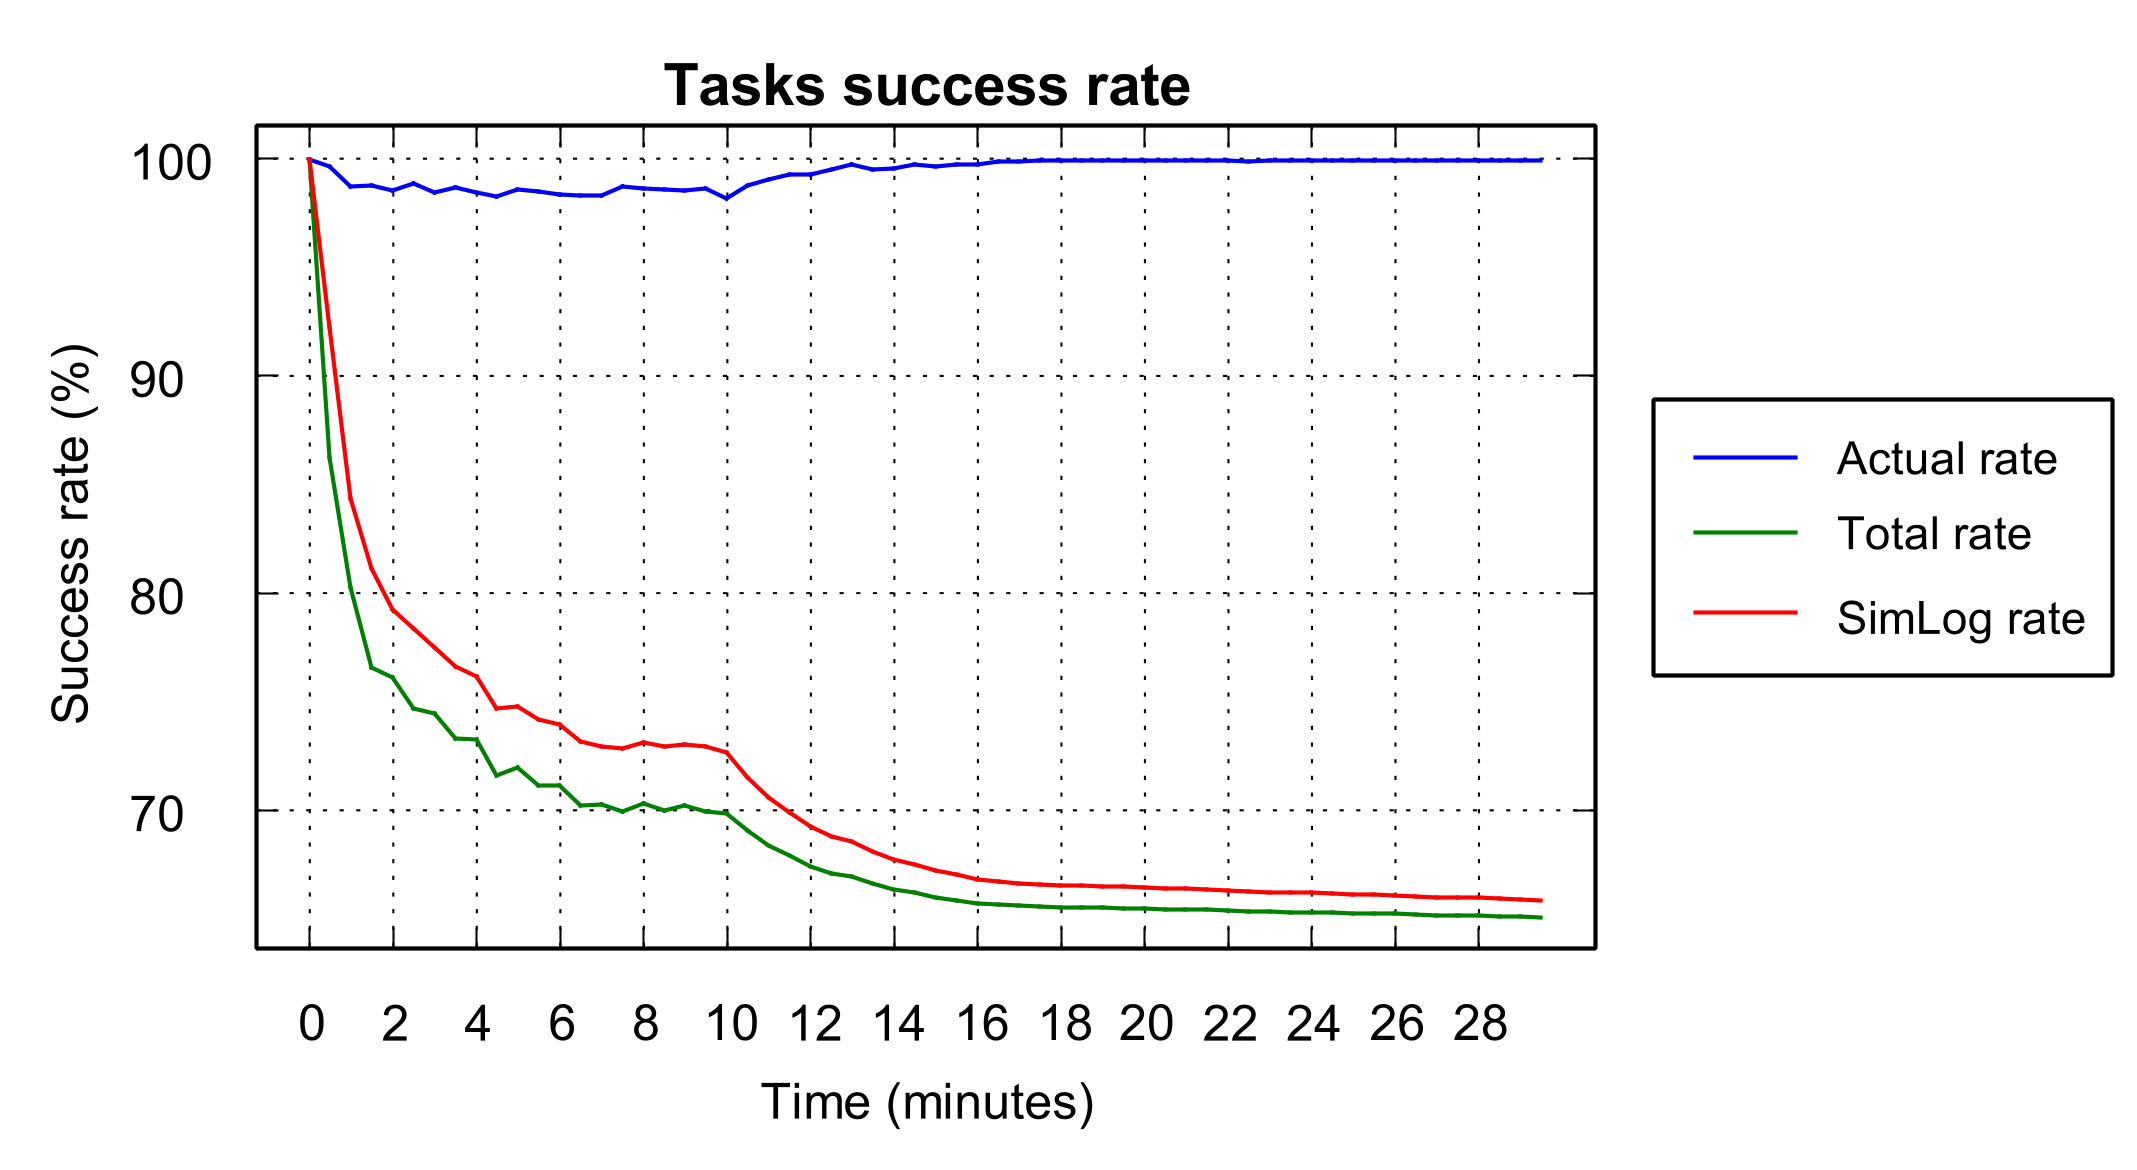 Tasks success rate
100
90
80
70
Success rate (%)
0 2 4 6 8 10 12 14 16 18 20 22 24 26 28
Time (minutes)
Actual rate
Total rate
SimLog rate